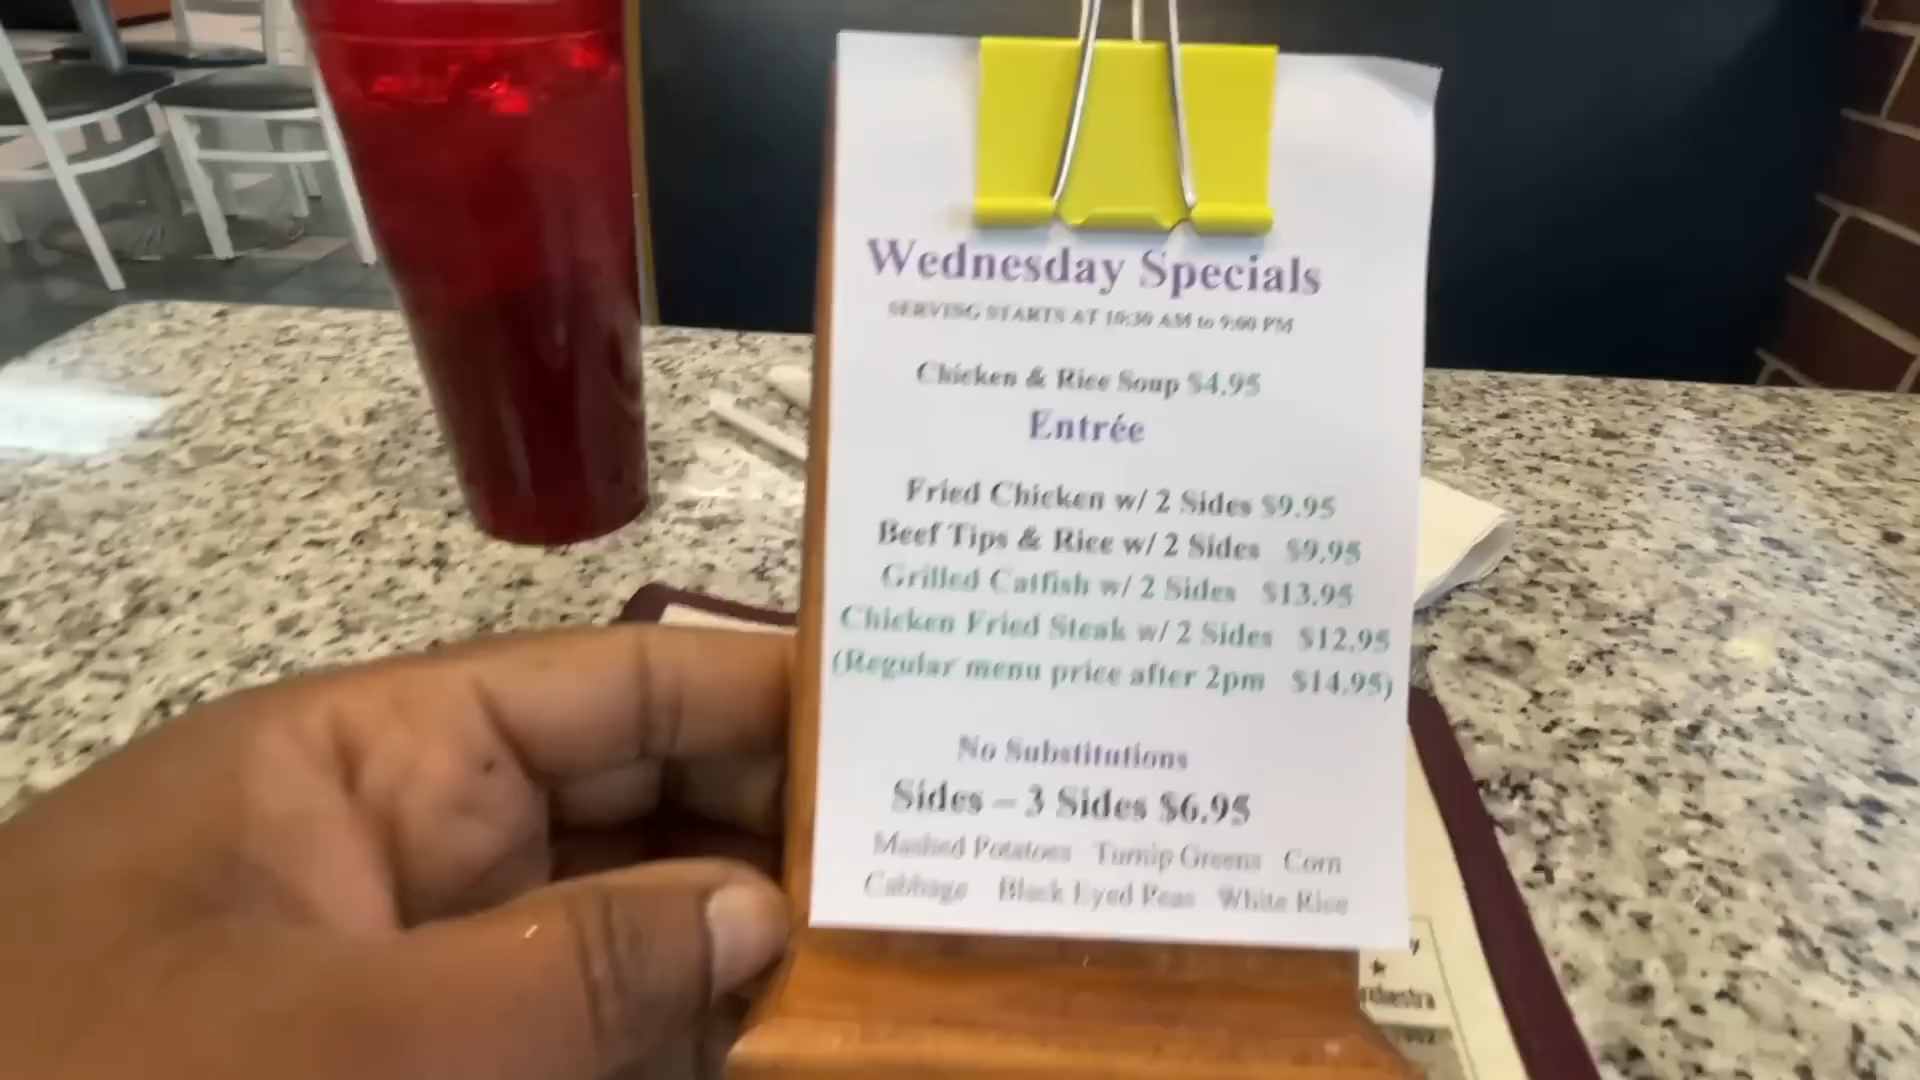 Wednesday Specials
SERVING STARTS AT 10:30 AM to 9:00 PM
Chicken & Rice Soup $4.95
Entrée
Fried Chicken w/ 2 Sides $9.95
Beef Tips & Rice w/ 2 Sides $9.95
Grilled Catfish w/ 2 Sides $13.95
Chicken Fried Steak w/ 2 Sides $12.95
(Regular menu price after 2pm $14.95)
No Substitutions
Sides – 3 Sides $6.95
Mashed Potatoes Turnip Greens Corn
Cabbage Black Eyed Peas White Rice